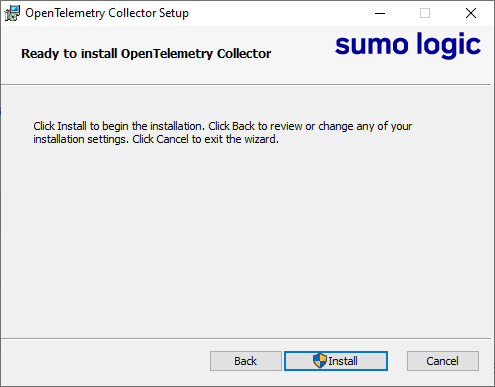 OpenTelemetry Collector Setup
Ready to install OpenTelemetry Collector
sumo logic
Click Install to begin the installation. Click Back to review or change any of your
installation settings. Click Cancel to exit the wizard.
Back
Install
Cancel